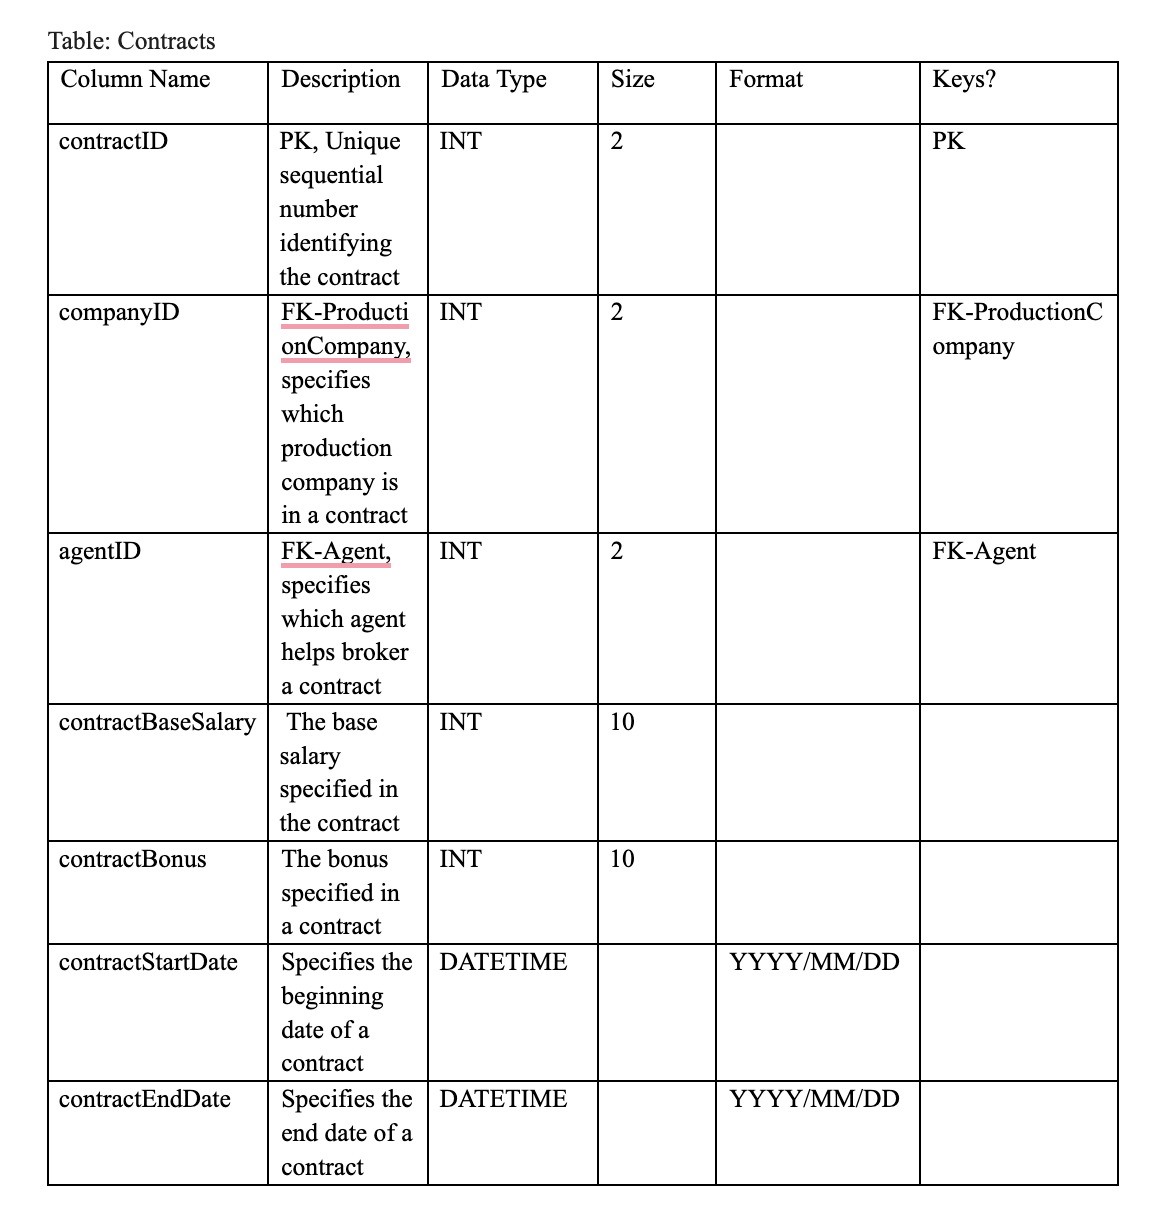 Table: Contracts
Column Name Description Data Type Size Format Keys?
contractID PK, Unique INT 2 PK
sequential
number
identifying
the contract
companyID FK-Producti INT 2 FK-ProductionC
onCompany, ompany
specifies
which
production
company is
in a contract
agentID FK-Agent, INT 2 FK-Agent
specifies
which agent
helps broker
a contract
contractBaseSalary The base INT 10
salary
specified in
the contract
contractBonus The bonus INT 10
specified in
a contract
contractStartDate Specifies the DATETIME YYYY/MM/DD
beginning
date of a
contract
contractEndDate Specifies the DATETIME YYYY/MM/DD
end date of a
contract